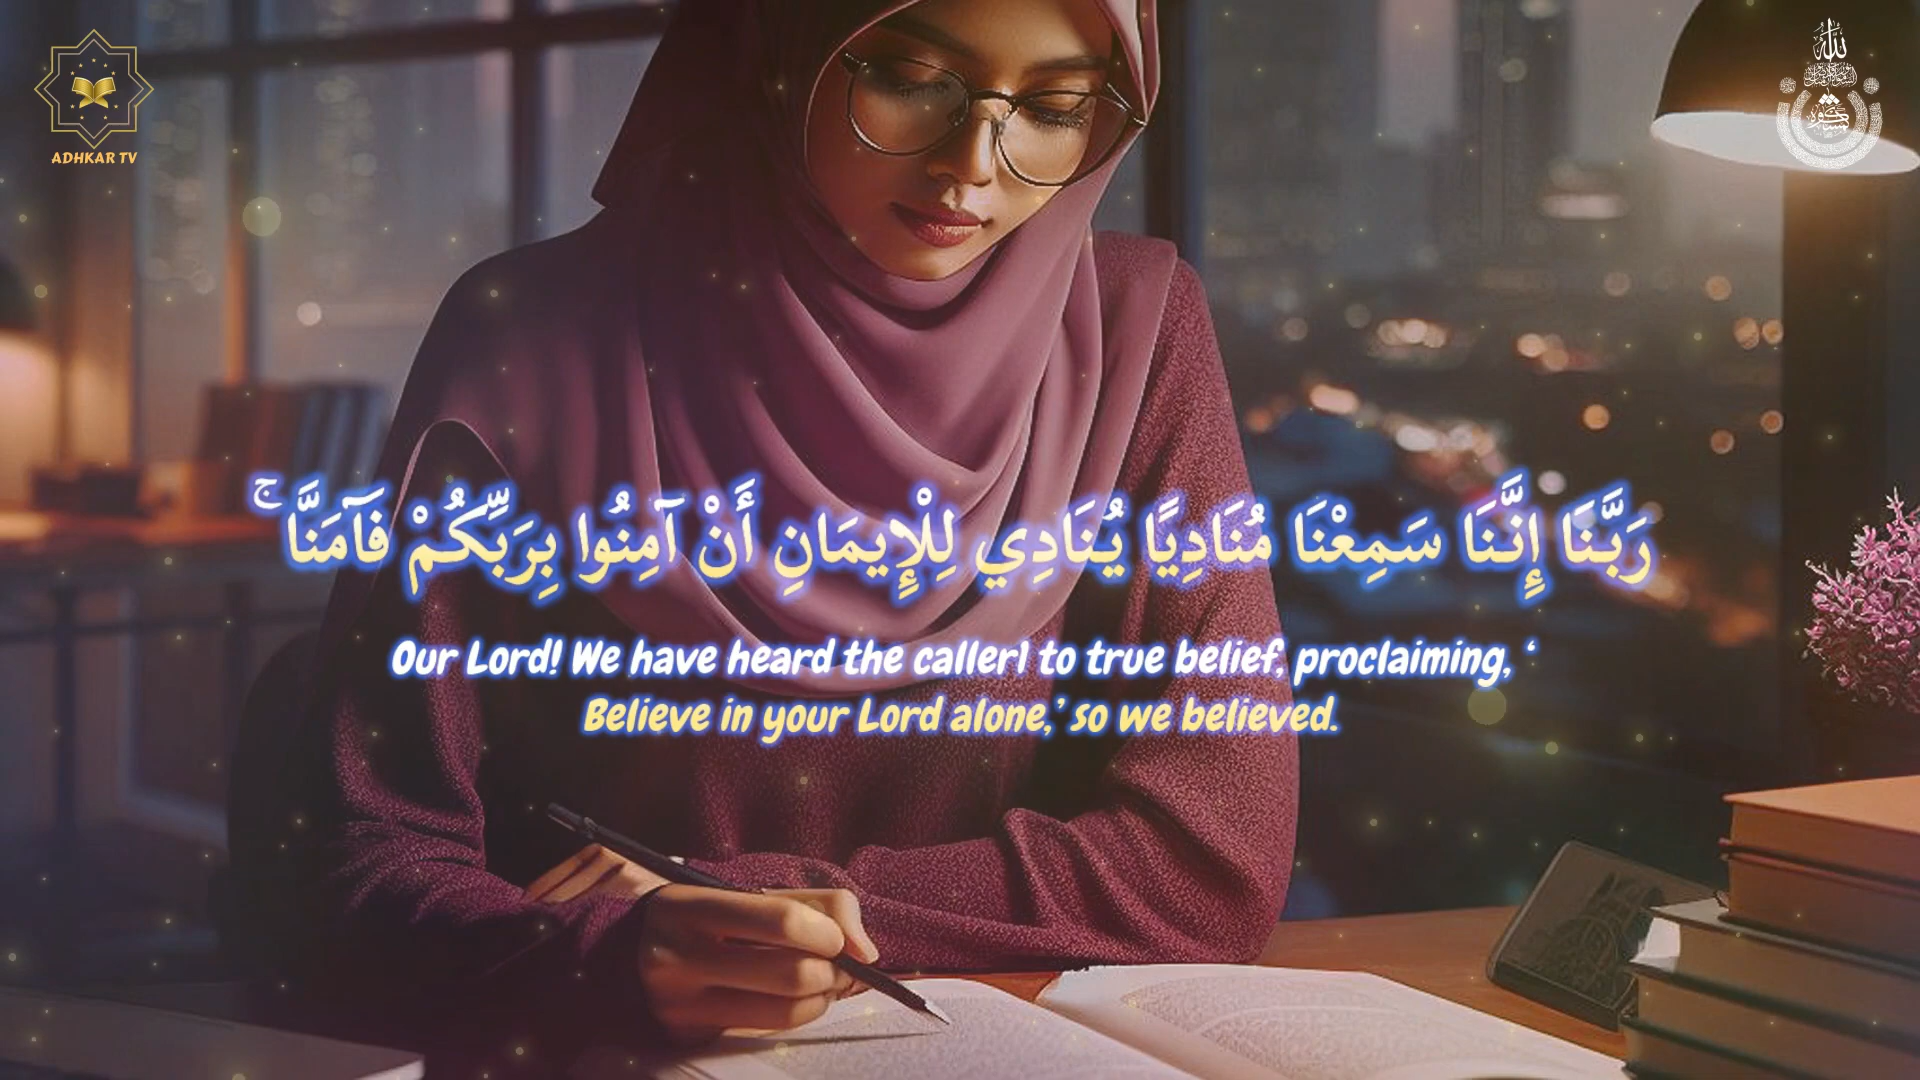 ADHKAR TV
رَبَّنَا إِنَّنَا سَمِعْنَا مُنَادِيًا يُنَادِي لِلْإِيمَانِ أَنْ آمِنُوا بِرَبِّكُمْ فَآمَنَّا ۚ
Our Lord! We have heard the caller1 to true belief, proclaiming, ‘
Believe in your Lord alone,’ so we believed.